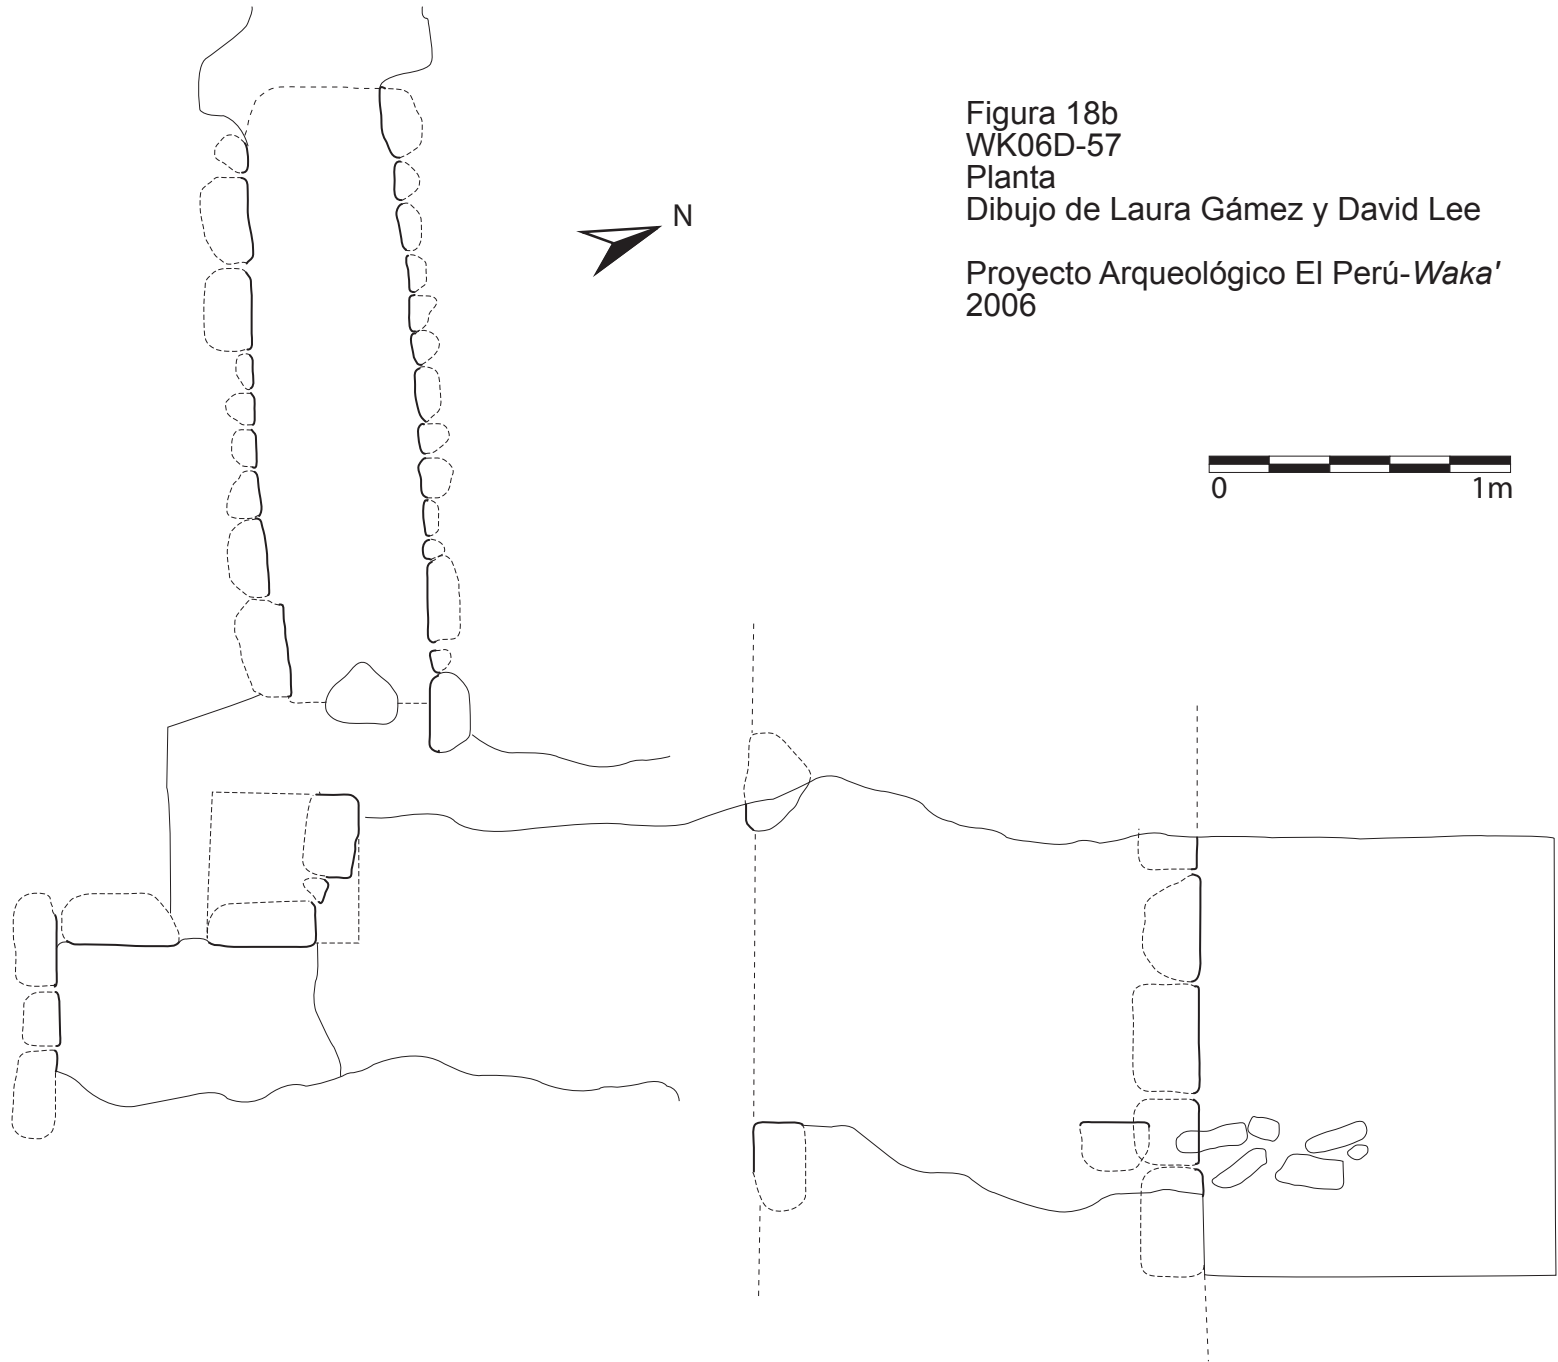 Figura 18b
WK06D-57
Planta
Dibujo de Laura Gámez y David Lee
Proyecto Arqueológico El Perú-Waka'
2006
N
0 1m